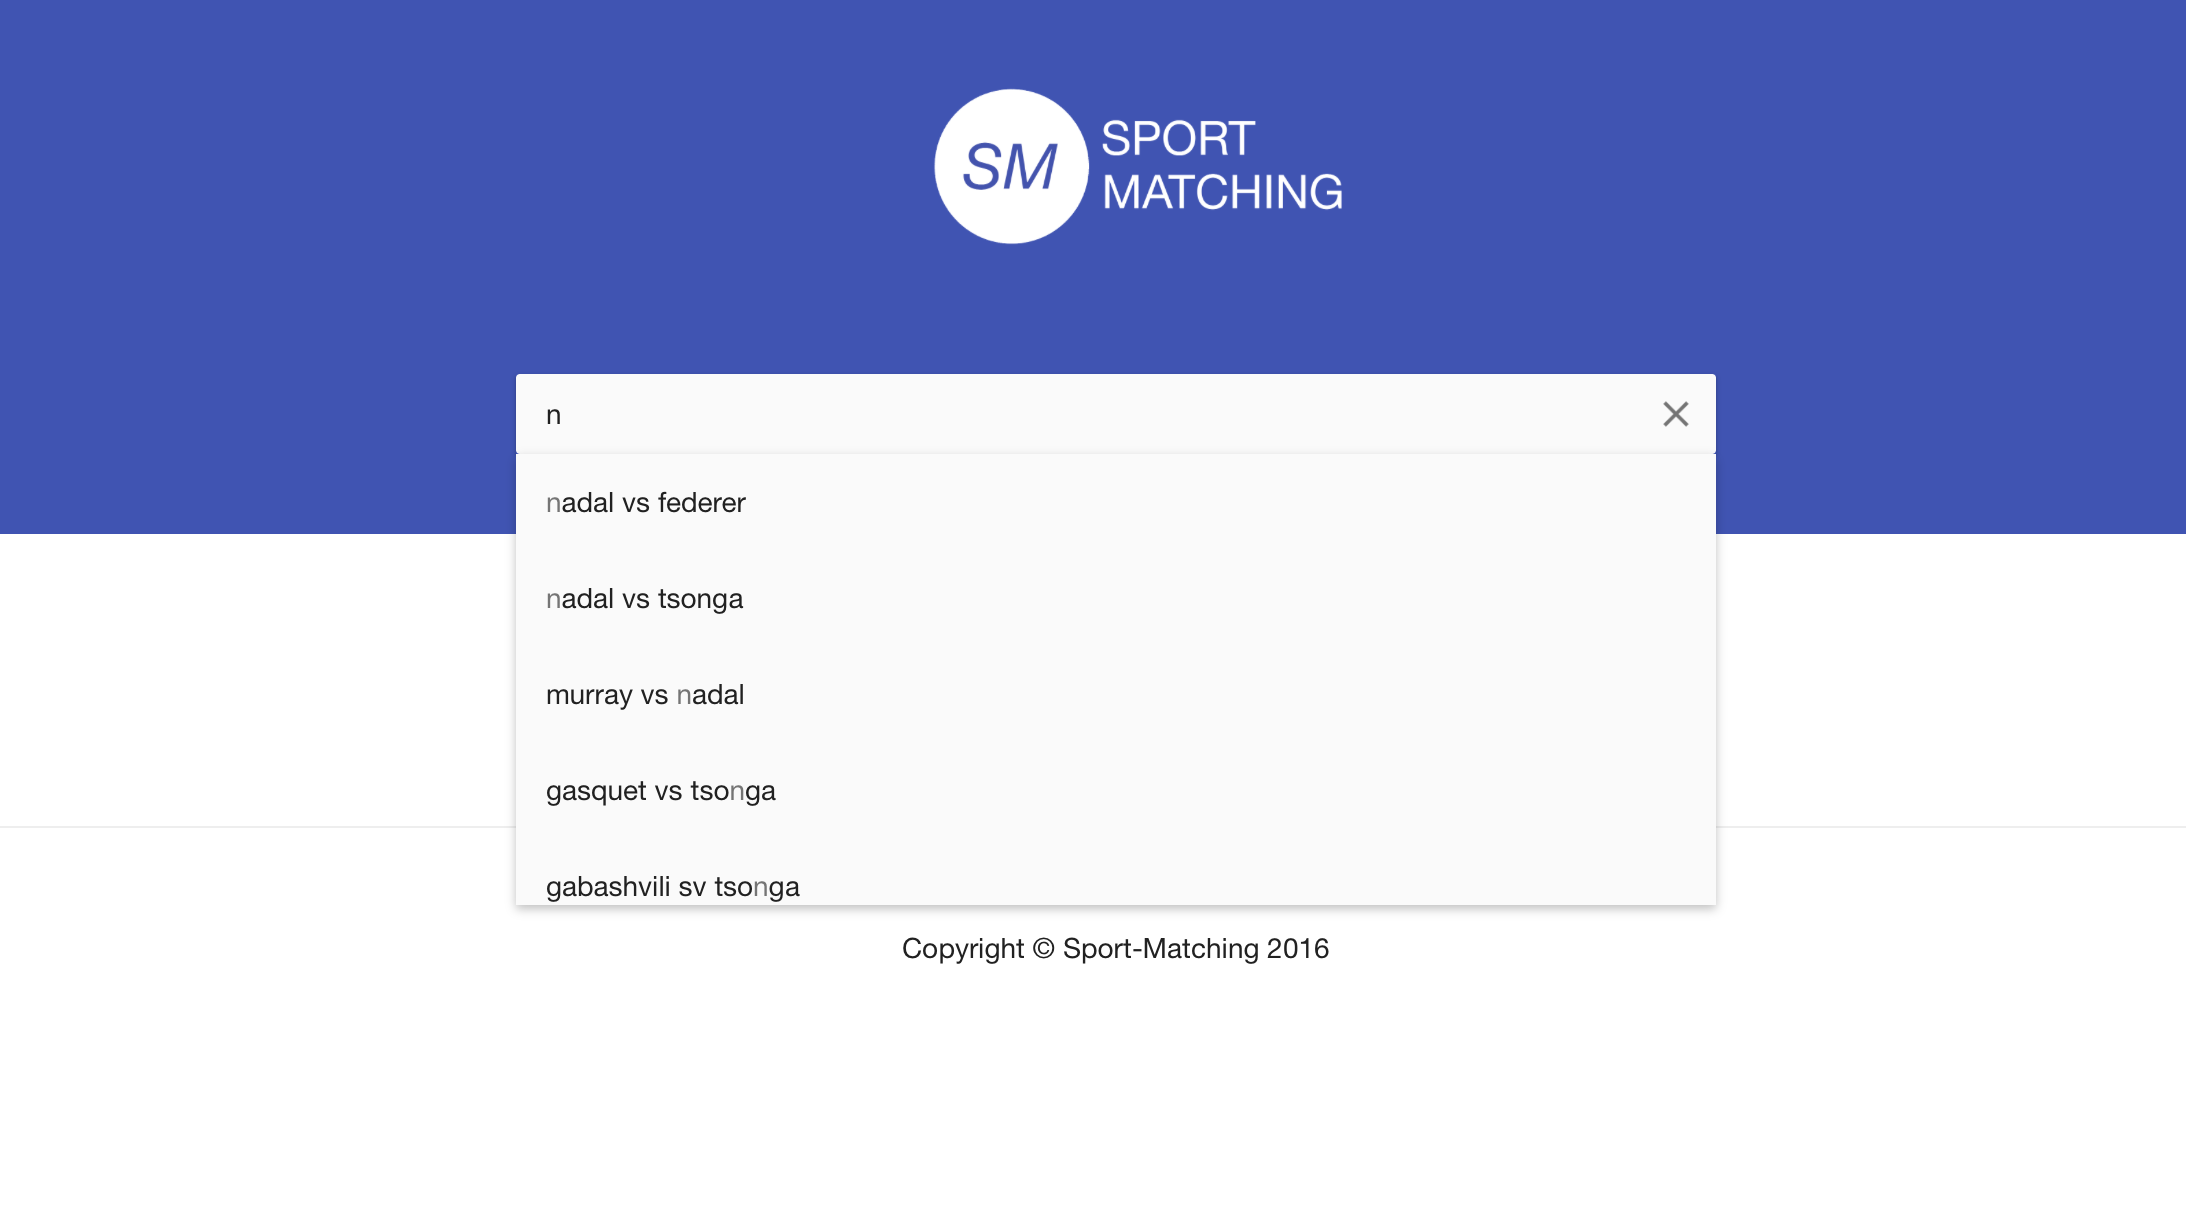 SM
SPORT
MATCHING
n
nadal vs federer
nadal vs tsonga
murray vs nadal
gasquet vs tsonga
gabashvili sv tsonga
Copyright © Sport-Matching 2016